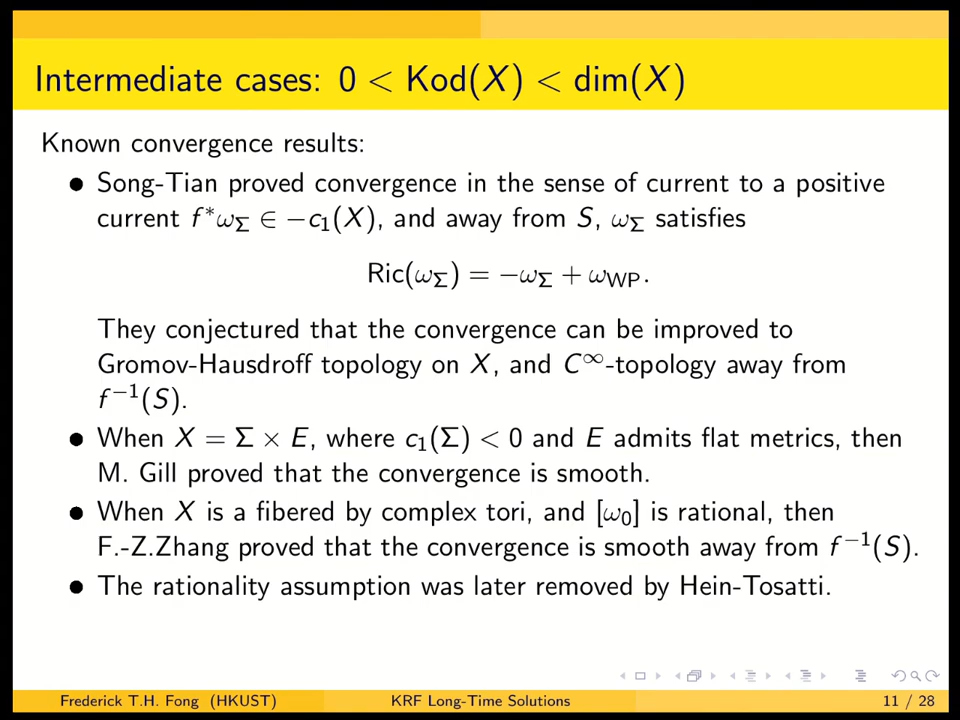 Intermediate cases: 0 < Kod(X) < dim(X)
Known convergence results:
● Song-Tian proved convergence in the sense of current to a positive
current f*ω_Σ ∈ −c₁(X), and away from S, ω_Σ satisfies
Ric(ω_Σ) = −ω_Σ + ω_WP.
They conjectured that the convergence can be improved to
Gromov-Hausdroff topology on X, and C^∞-topology away from
f⁻¹(S).
● When X = Σ × E, where c₁(Σ) < 0 and E admits flat metrics, then
M. Gill proved that the convergence is smooth.
● When X is a fibered by complex tori, and [ω₀] is rational, then
F.-Z.Zhang proved that the convergence is smooth away from f⁻¹(S).
● The rationality assumption was later removed by Hein-Tosatti.
Frederick T.H. Fong (HKUST) KRF Long-Time Solutions 11 / 28